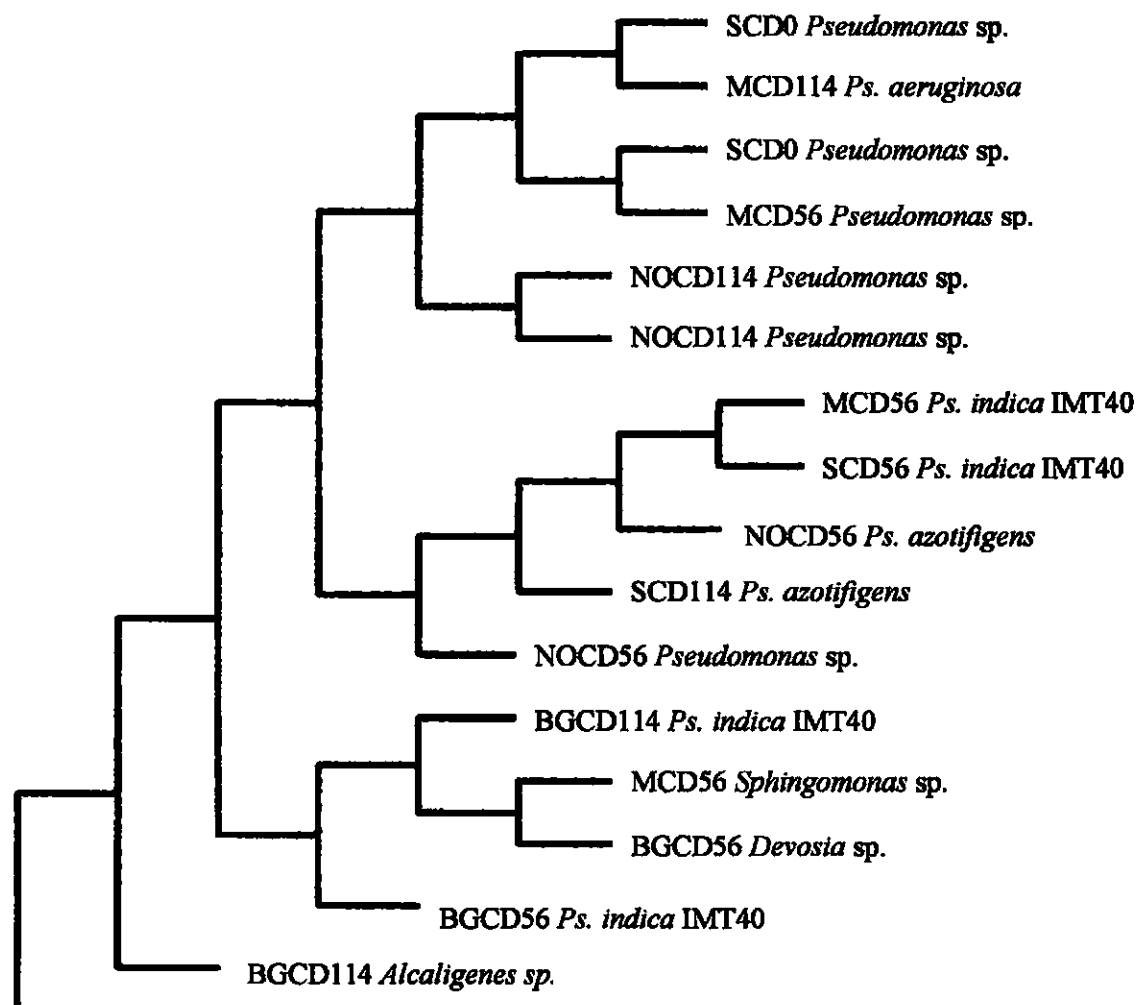 SCD0 Pseudomonas sp.
MCD114 Ps. aeruginosa
SCD0 Pseudomonas sp.
MCD56 Pseudomonas sp.
NOCD114 Pseudomonas sp.
NOCD114 Pseudomonas sp.
MCD56 Ps. indica IMT40
SCD56 Ps. indica IMT40
NOCD56 Ps. azotifigens
SCD114 Ps. azotifigens
NOCD56 Pseudomonas sp.
BGCD114 Ps. indica IMT40
MCD56 Sphingomonas sp.
BGCD56 Devosia sp.
BGCD56 Ps. indica IMT40
BGCD114 Alcaligenes sp.